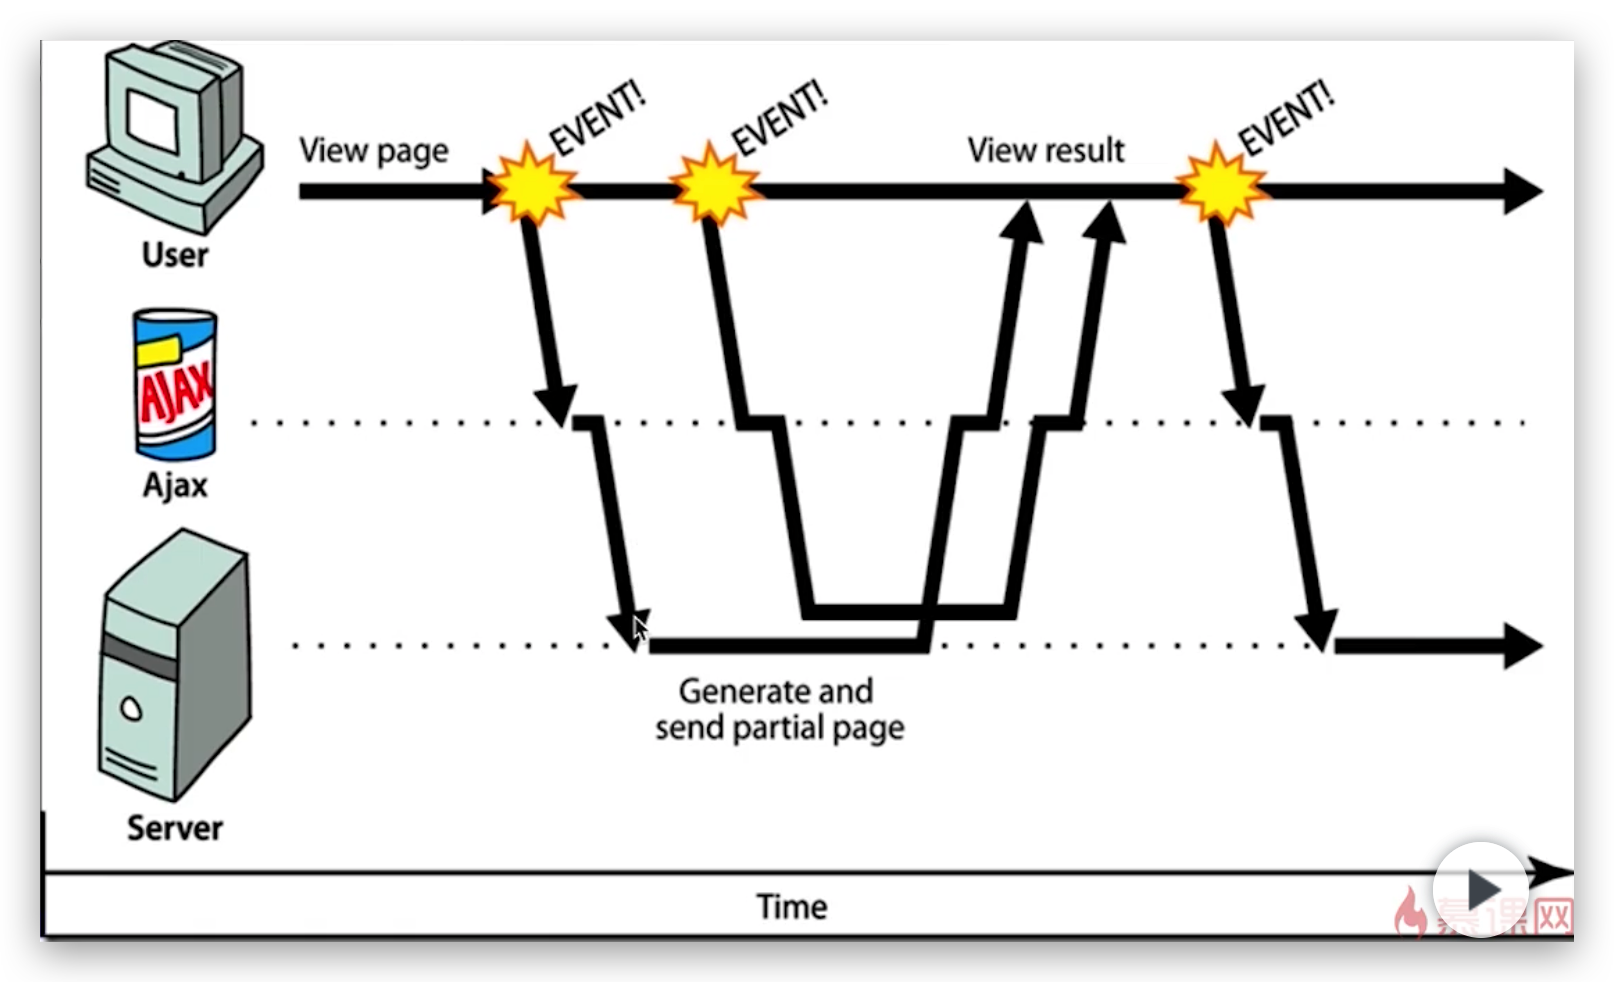 EVENT!
EVENT!
EVENT!
View page
View result
User
AJAX
Ajax
Generate and
send partial page
Server
Time
慕课网